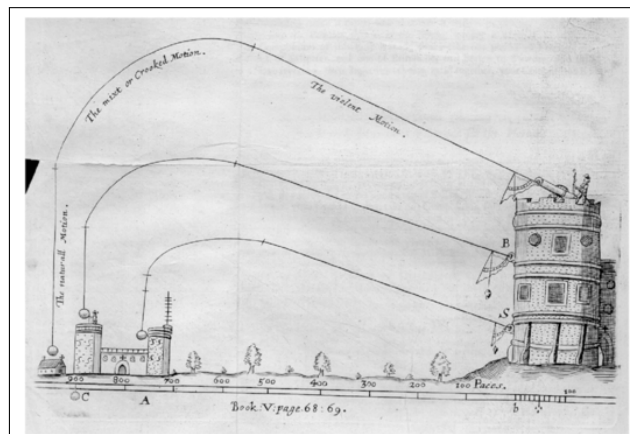 The mixt or Crooked Motion.
The violent Motion.
The naturall Motion.
B
S
900 800 700 600 500 400 300 200 100 Paces.
C A b
Book.V:page.68:69.